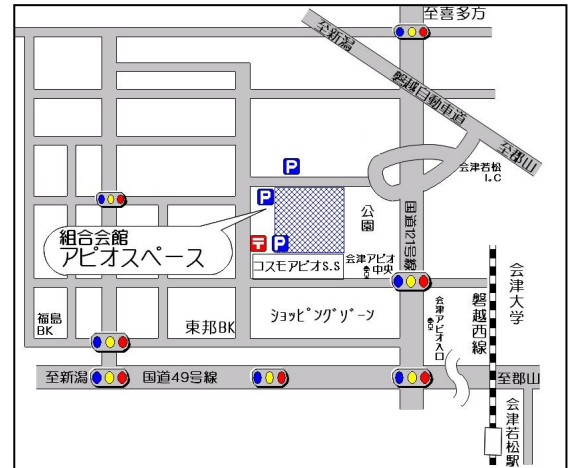 至喜多方
至新潟
磐越自動車道
至郡山
会津若松
I.C
P
P
公園
国道121号線
組合会館
アピオスペース
〒
P
コスモアピオS.S
会津アピオ
中央
会津大学
磐越西線
会津アピオ入口
福島
BK
東邦BK
ショッピングゾーン
至新潟
国道49号線
至郡山
会津若松駅